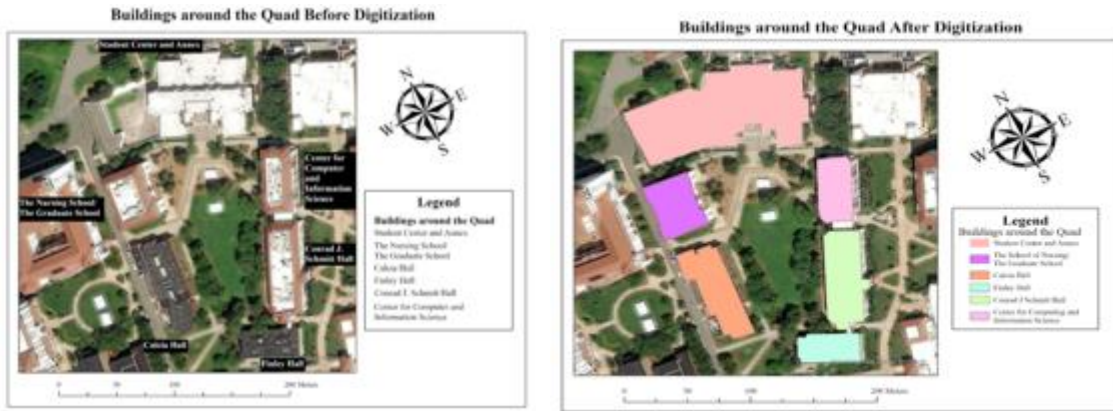 Buildings around the Quad Before Digitization
Student Center and Annex
N
E
W
S
Center for
Computer
and
Information
Science
The Nursing School/
The Graduate School
Conrad J.
Schmitt Hall
Calcia Hall
Finley Hall
Legend
Buildings around the Quad
Student Center and Annex
The Nursing School/
The Graduate School
Calcia Hall
Finley Hall
Conrad J. Schmitt Hall
Center for Computer and
Information Science
0
50
100
200 Meters
Buildings around the Quad After Digitization
N
E
W
S
Legend
Buildings around the Quad
Student Center and Annex
The School of Nursing/
The Graduate School
Calcia Hall
Finley Hall
Conrad J Schmitt Hall
Center for Computing and
Information Science
0
50
100
200 Meters